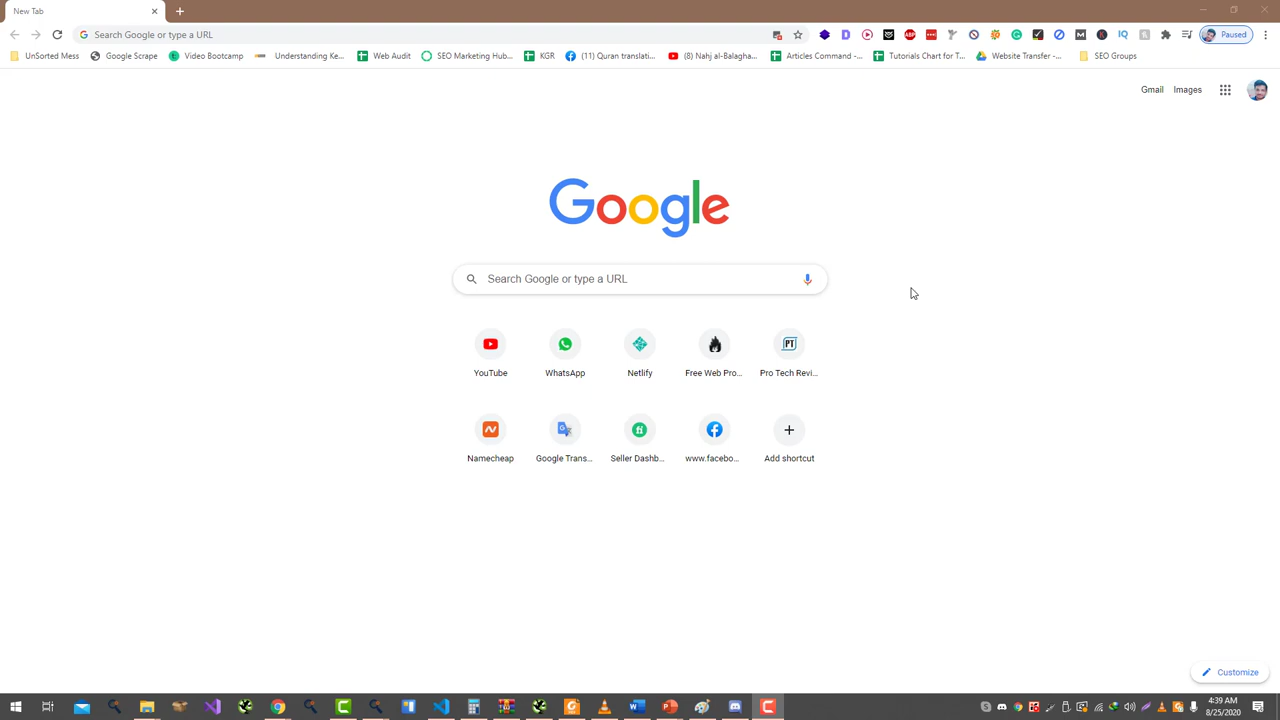 New Tab
Search Google or type a URL
Paused
UnSorted Mess
Google Scrape
Video Bootcamp
Understanding Ke...
Web Audit
SEO Marketing Hub...
KGR
(11) Quran translati...
(8) Nahj al-Balagha...
Articles Command -...
Tutorials Chart for T...
Website Transfer -...
SEO Groups
Gmail
Images
Google
Search Google or type a URL
YouTube
WhatsApp
Netlify
Free Web Pro...
PT
Pro Tech Revi...
Namecheap
Google Trans...
fi
Seller Dashb...
www.facebo...
Add shortcut
Customize
4:39 AM
8/25/2020